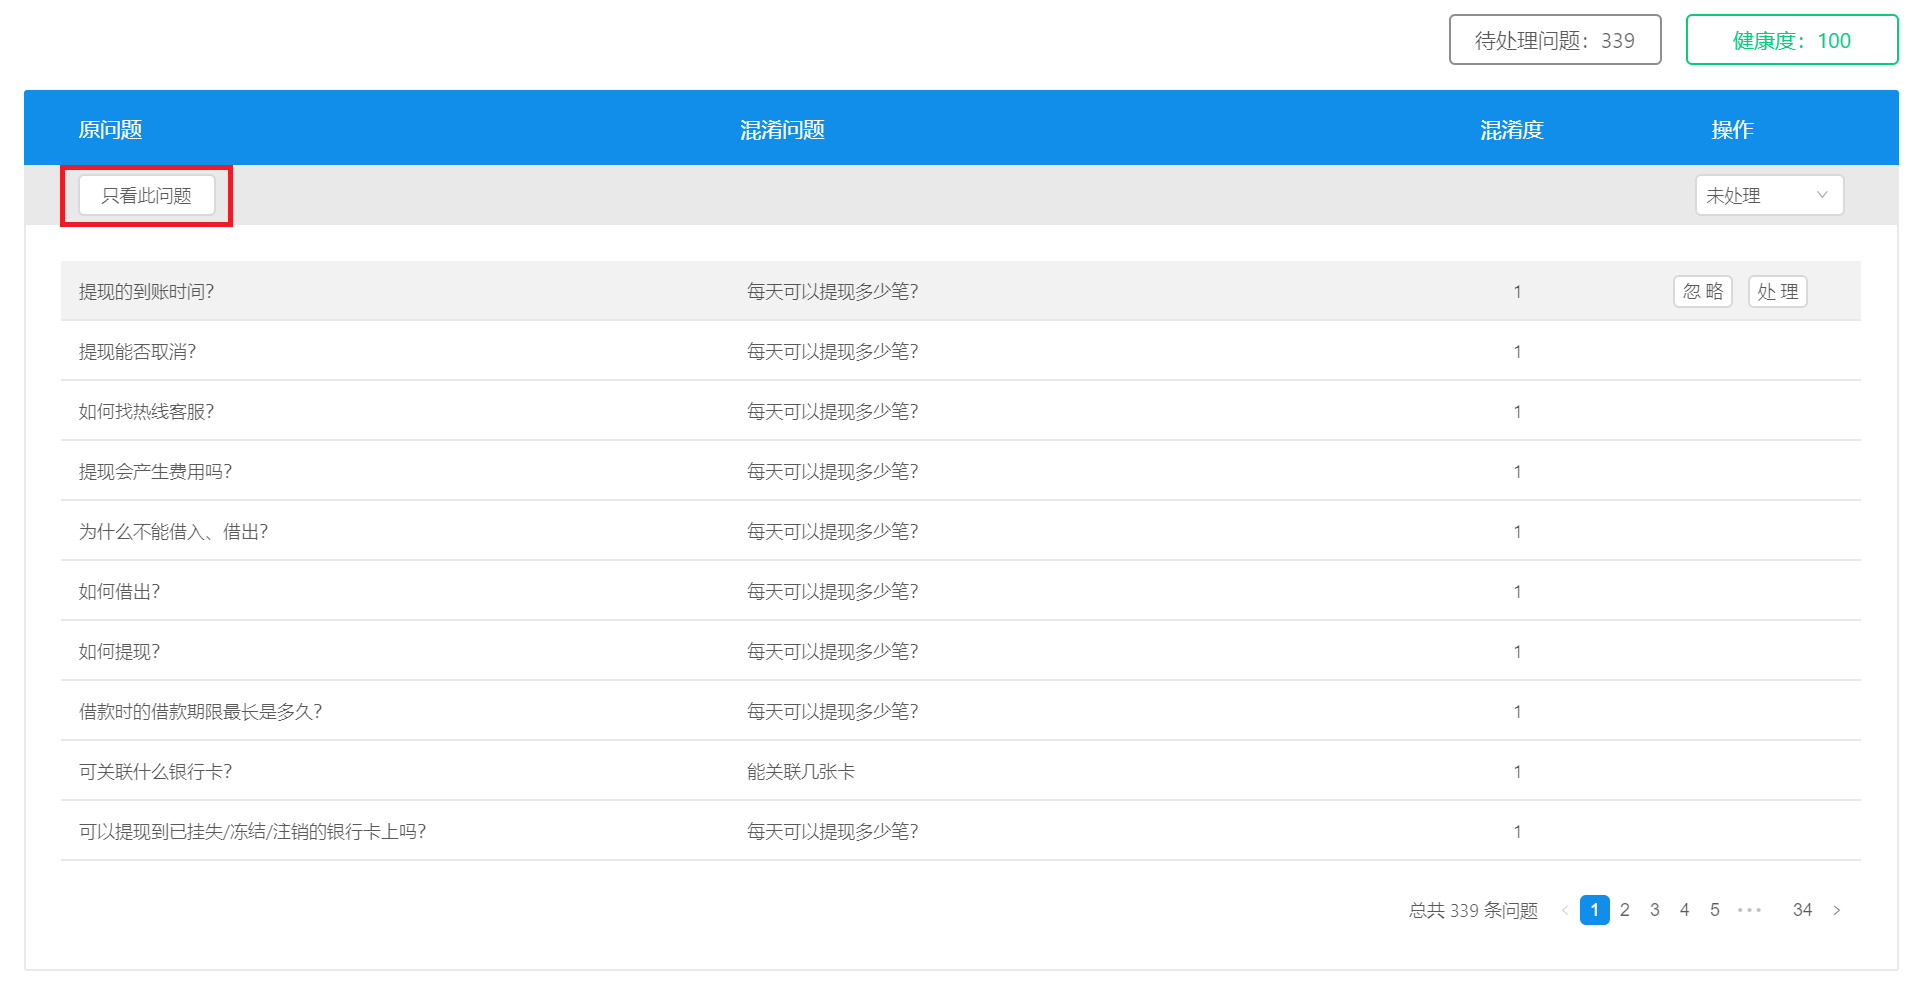 待处理问题：339 健康度：100
原问题 混淆问题 混淆度 操作
只看此问题 未处理
提现的到账时间？ 每天可以提现多少笔？ 1 忽 略 处 理
提现能否取消？ 每天可以提现多少笔？ 1
如何找热线客服？ 每天可以提现多少笔？ 1
提现会产生费用吗？ 每天可以提现多少笔？ 1
为什么不能借入、借出？ 每天可以提现多少笔？ 1
如何借出？ 每天可以提现多少笔？ 1
如何提现？ 每天可以提现多少笔？ 1
借款时的借款期限最长是多久？ 每天可以提现多少笔？ 1
可关联什么银行卡？ 能关联几张卡 1
可以提现到已挂失/冻结/注销的银行卡上吗？ 每天可以提现多少笔？ 1
总共 339 条问题 < 1 2 3 4 5 ••• 34 >